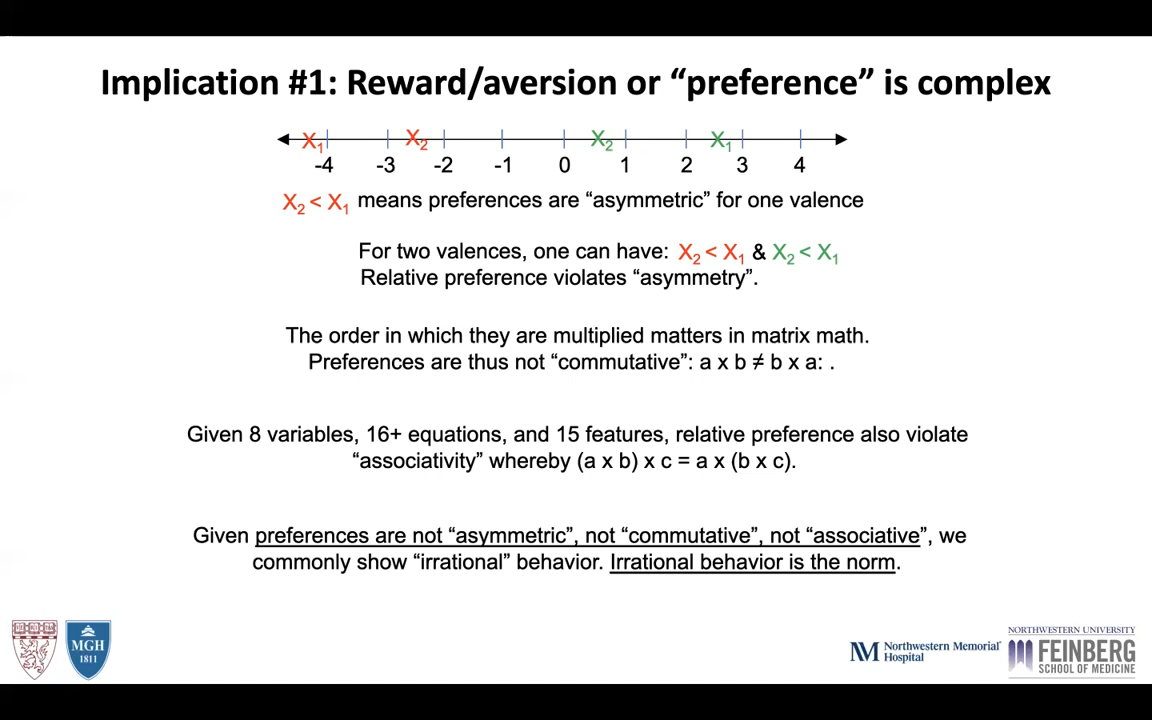 Implication #1: Reward/aversion or “preference” is complex
X1 X2 X2 X1
-4 -3 -2 -1 0 1 2 3 4
X2 < X1 means preferences are “asymmetric” for one valence
For two valences, one can have: X2 < X1 & X2 < X1
Relative preference violates “asymmetry”.
The order in which they are multiplied matters in matrix math.
Preferences are thus not “commutative”: a x b ≠ b x a: .
Given 8 variables, 16+ equations, and 15 features, relative preference also violate
“associativity” whereby (a x b) x c = a x (b x c).
Given preferences are not “asymmetric”, not “commutative”, not “associative”, we
commonly show “irrational” behavior. Irrational behavior is the norm.
MGH
1811
NM Northwestern Memorial®
Hospital
NORTHWESTERN UNIVERSITY
FEINBERG
SCHOOL OF MEDICINE